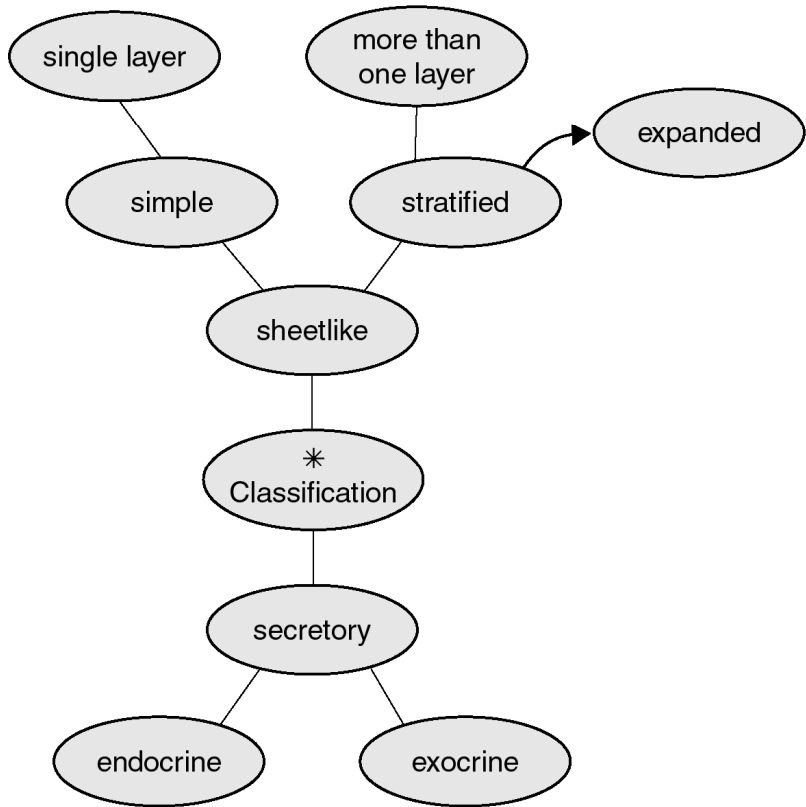 single layer
more than
one layer
expanded
simple
stratified
sheetlike
✳
Classification
secretory
endocrine
exocrine